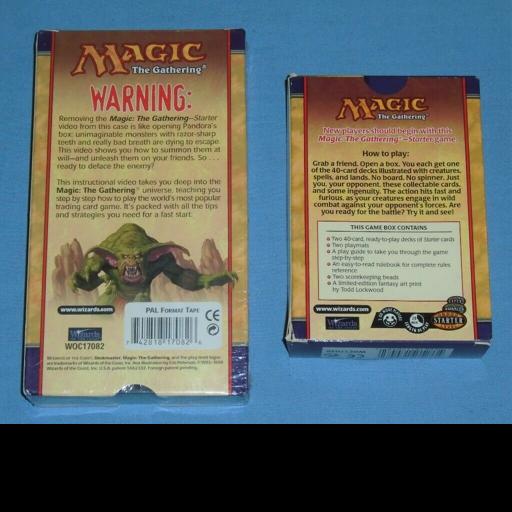 MAGIC
The Gathering®
WARNING:
Removing the Magic: The Gathering—Starter
video from this case is like opening Pandora's
box: unimaginable monsters with razor-sharp
teeth and really bad breath are dying to escape.
This video shows you how to summon them at
will—and unleash them on your friends. So . . .
ready to deface the enemy?
This instructional video takes you deep into the
Magic: The Gathering® universe, teaching you
step by step how to play the world's most popular
trading card game. It's packed with all the tips
and strategies you need for a fast start.
www.wizards.com
PAL FORMAT TAPE
CE
Wizards
WOC17082
7 42818 17082 6
MAGIC
The Gathering®
New players should begin with this
Magic: The Gathering®—Starter game.
How to play:
Grab a friend. Open a box. You each get one
of the 40-card decks illustrated with creatures,
spells, and lands. No board. No spinner. Just
you, your opponent, these collectable cards,
and some ingenuity. The action hits fast and
furious, as your creatures engage in wild
combat against your opponent's forces. Are
you ready for the battle? Try it and see!
THIS GAME BOX CONTAINS
Two 40-card, ready-to-play decks of Starter cards
Two playmats
A play guide to take you through the game
step-by-step
An easy-to-read rulebook for complete rules
reference
Two scorekeeping beads
A limited-edition fantasy art print
by Todd Lockwood
www.wizards.com
EXPERT
ADVANCED
STARTER
LEVEL